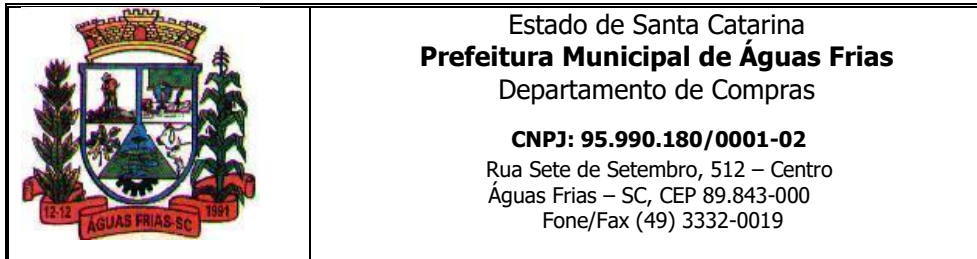 12-12
ÁGUAS FRIAS-SC
1991
Estado de Santa Catarina
Prefeitura Municipal de Águas Frias
Departamento de Compras
CNPJ: 95.990.180/0001-02
Rua Sete de Setembro, 512 – Centro
Águas Frias – SC, CEP 89.843-000
Fone/Fax (49) 3332-0019